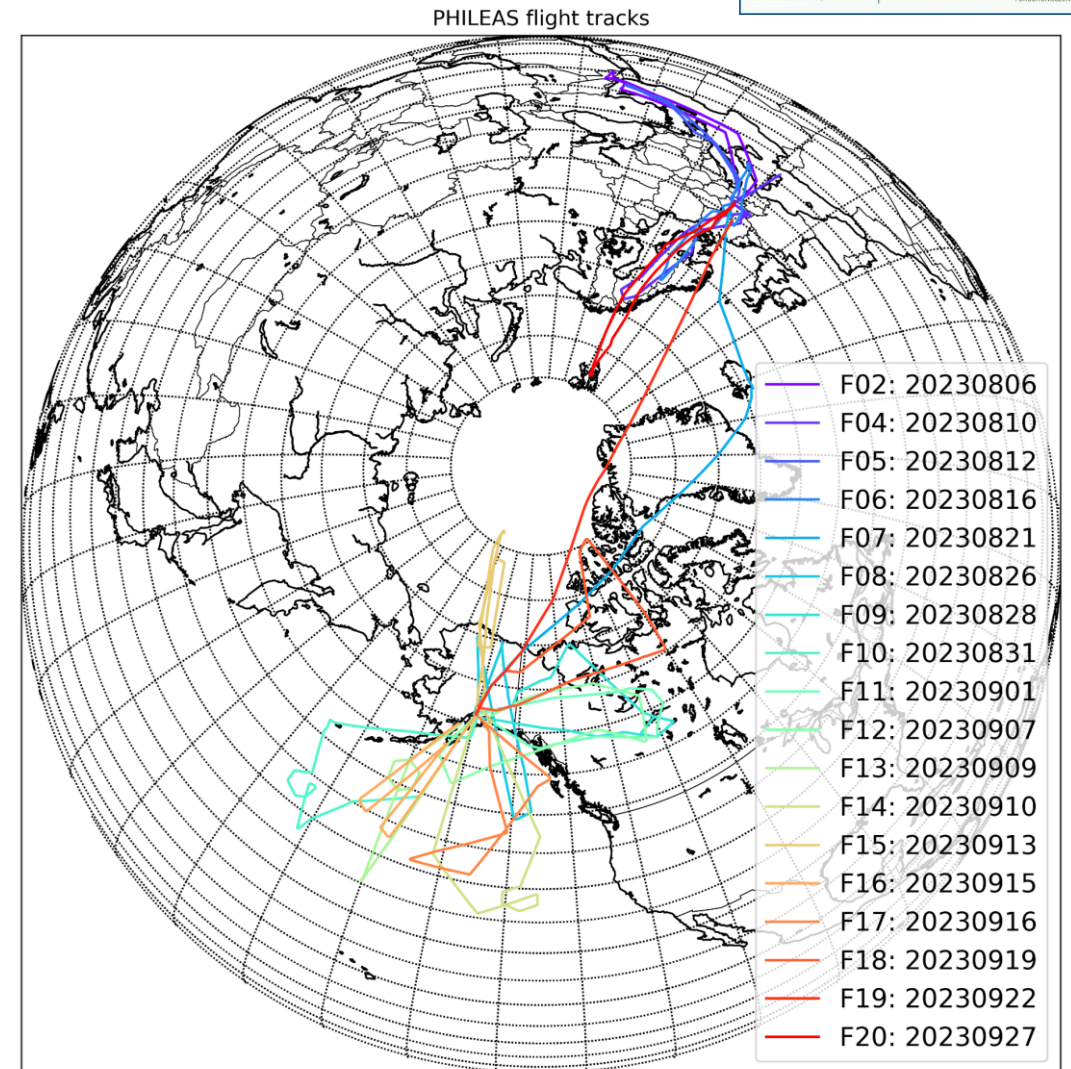 PHILEAS flight tracks
F02: 20230806
F04: 20230810
F05: 20230812
F06: 20230816
F07: 20230821
F08: 20230826
F09: 20230828
F10: 20230831
F11: 20230901
F12: 20230907
F13: 20230909
F14: 20230910
F15: 20230913
F16: 20230915
F17: 20230916
F18: 20230919
F19: 20230922
F20: 20230927